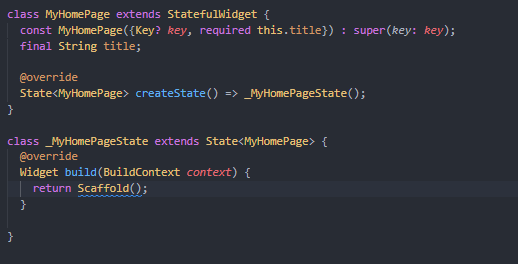 class MyHomePage extends StatefulWidget {
  const MyHomePage({Key? key, required this.title}) : super(key: key);
  final String title;

  @override
  State<MyHomePage> createState() => _MyHomePageState();
}

class _MyHomePageState extends State<MyHomePage> {
  @override
  Widget build(BuildContext context) {
    return Scaffold();
  }

}